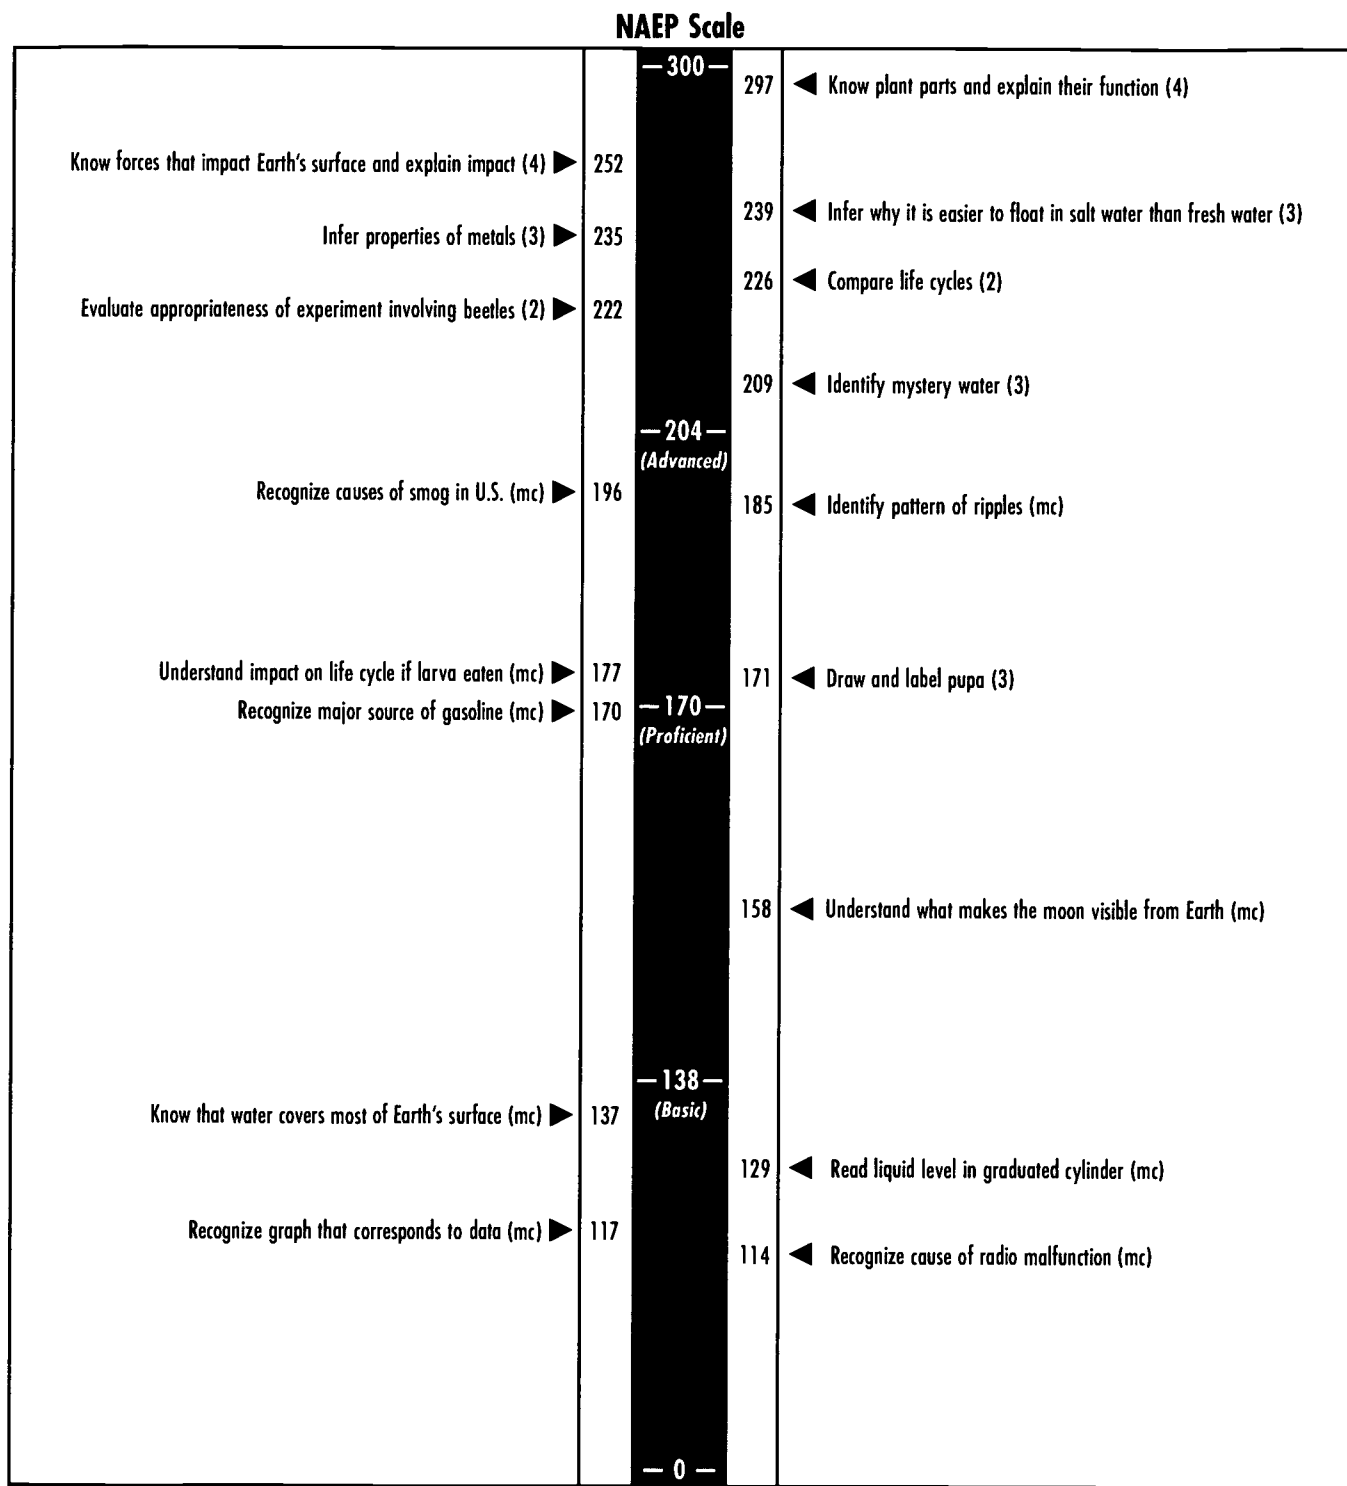 NAEP Scale
— 300 —
297 ◀ Know plant parts and explain their function (4)
Know forces that impact Earth's surface and explain impact (4) ▶ 252
239 ◀ Infer why it is easier to float in salt water than fresh water (3)
Infer properties of metals (3) ▶ 235
226 ◀ Compare life cycles (2)
Evaluate appropriateness of experiment involving beetles (2) ▶ 222
209 ◀ Identify mystery water (3)
— 204 —
(Advanced)
Recognize causes of smog in U.S. (mc) ▶ 196
185 ◀ Identify pattern of ripples (mc)
Understand impact on life cycle if larva eaten (mc) ▶ 177
171 ◀ Draw and label pupa (3)
Recognize major source of gasoline (mc) ▶ 170
— 170 —
(Proficient)
158 ◀ Understand what makes the moon visible from Earth (mc)
— 138 —
(Basic)
Know that water covers most of Earth's surface (mc) ▶ 137
129 ◀ Read liquid level in graduated cylinder (mc)
Recognize graph that corresponds to data (mc) ▶ 117
114 ◀ Recognize cause of radio malfunction (mc)
— 0 —